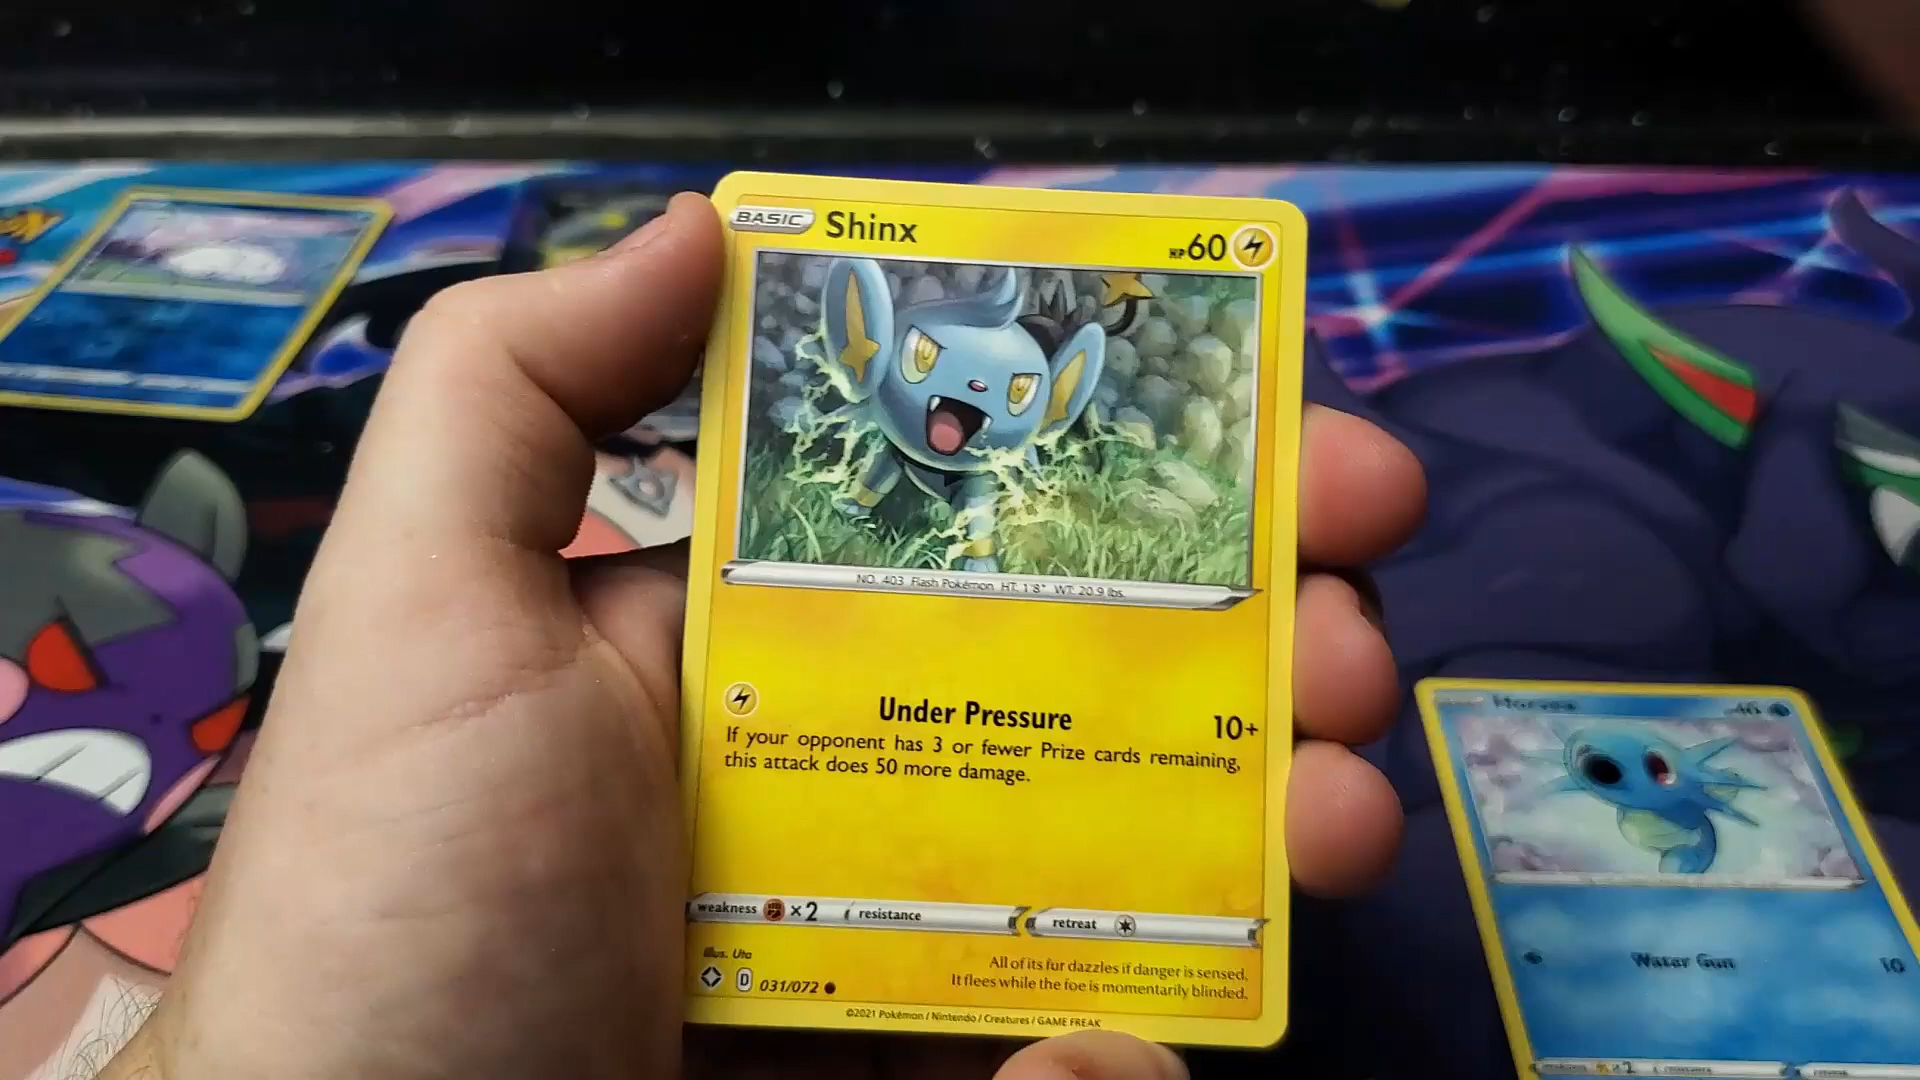 BASIC Shinx HP60
NO. 403 Flash Pokémon HT: 1'8" WT: 20.9 lbs.
Under Pressure 10+
If your opponent has 3 or fewer Prize cards remaining,
this attack does 50 more damage.
weakness ×2 resistance retreat
Illus. Uta
All of its fur dazzles if danger is sensed.
It flees while the foe is momentarily blinded.
D 031/072
©2021 Pokémon / Nintendo / Creatures / GAME FREAK
Horsea
Water Gun 10
×2